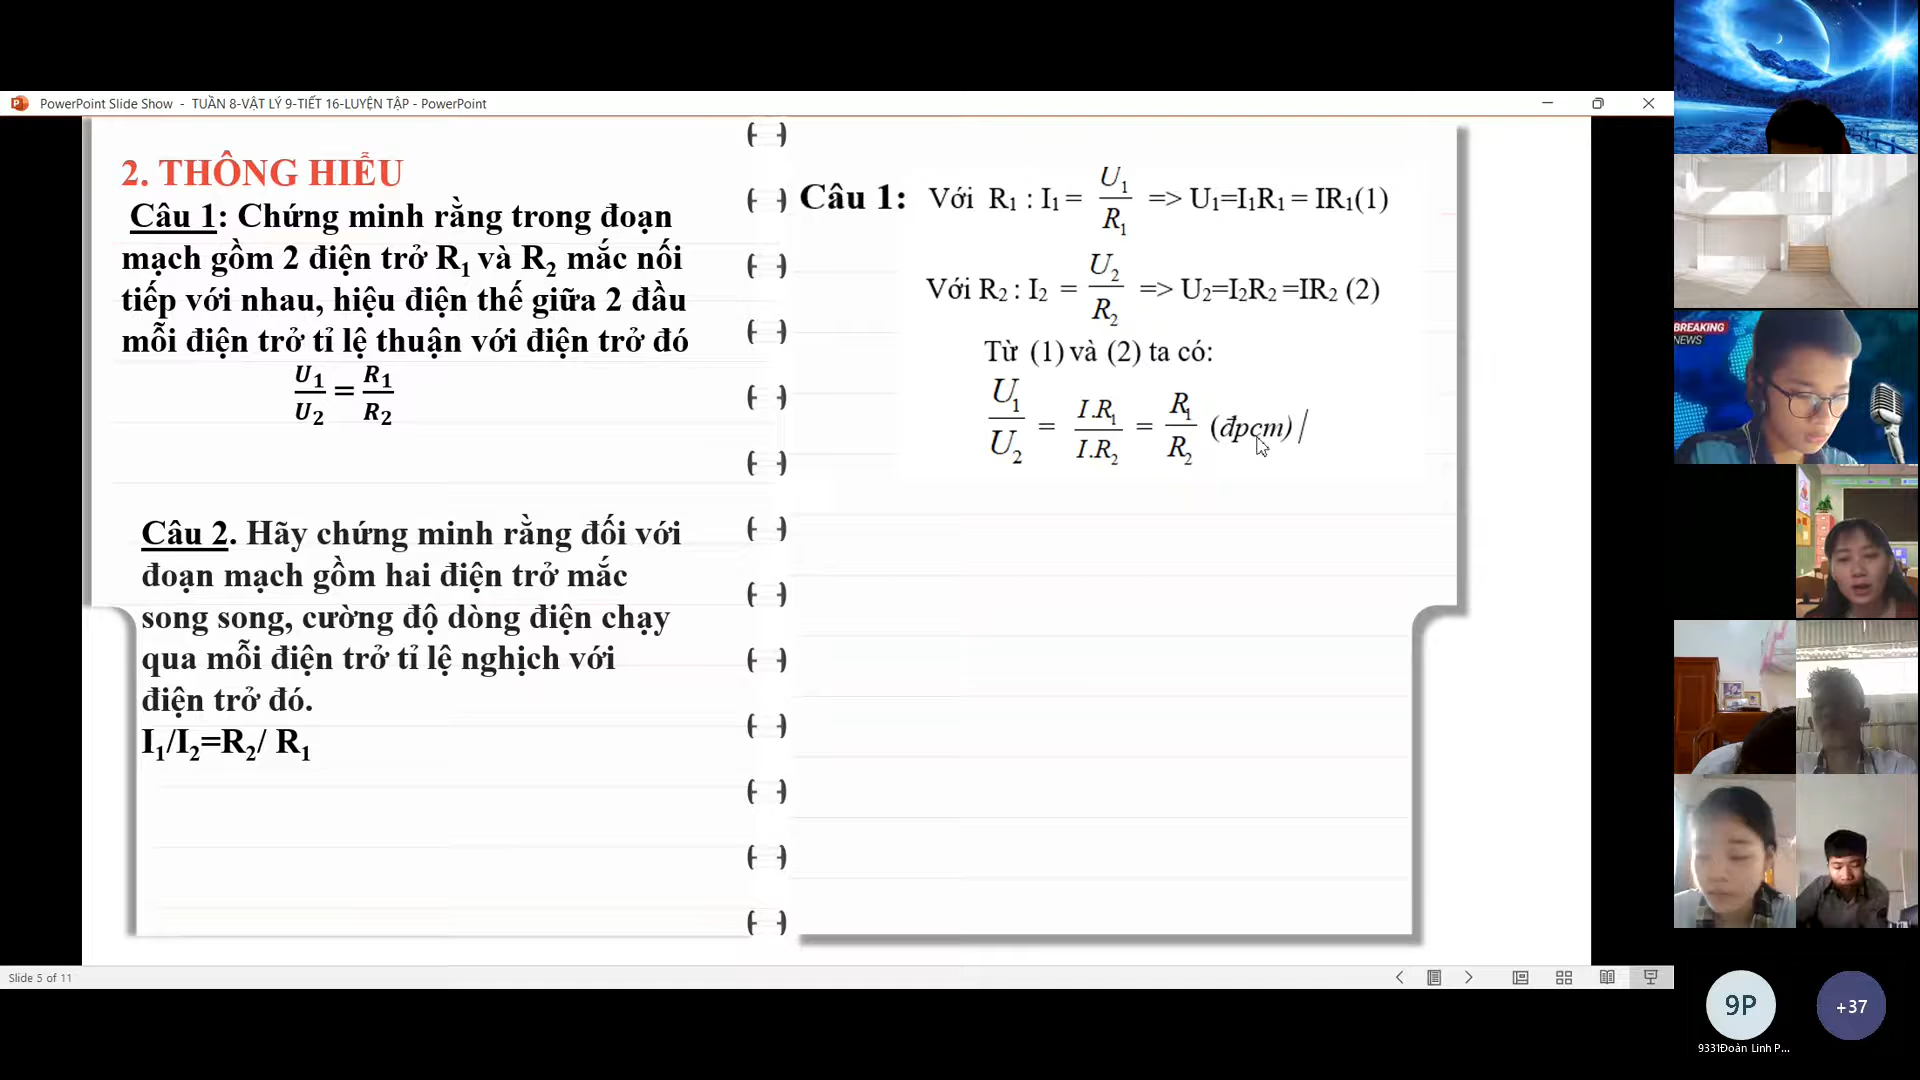 PowerPoint Slide Show - TUẦN 8-VẬT LÝ 9-TIẾT 16-LUYỆN TẬP - PowerPoint
2. THÔNG HIỂU
Câu 1: Chứng minh rằng trong đoạn
mạch gồm 2 điện trở R₁ và R₂ mắc nối
tiếp với nhau, hiệu điện thế giữa 2 đầu
mỗi điện trở tỉ lệ thuận với điện trở đó
U₁/U₂ = R₁/R₂
Câu 2. Hãy chứng minh rằng đối với
đoạn mạch gồm hai điện trở mắc
song song, cường độ dòng điện chạy
qua mỗi điện trở tỉ lệ nghịch với
điện trở đó.
I₁/I₂=R₂/ R₁
Câu 1: Với R₁ : I₁ = U₁/R₁ => U₁=I₁R₁ = IR₁(1)
Với R₂ : I₂ = U₂/R₂ => U₂=I₂R₂ =IR₂ (2)
Từ (1) và (2) ta có:
U₁/U₂ = I.R₁/I.R₂ = R₁/R₂ (đpcm) /
Slide 5 of 11
BREAKING
NEWS
9P
+37
9331Đoàn Linh P...